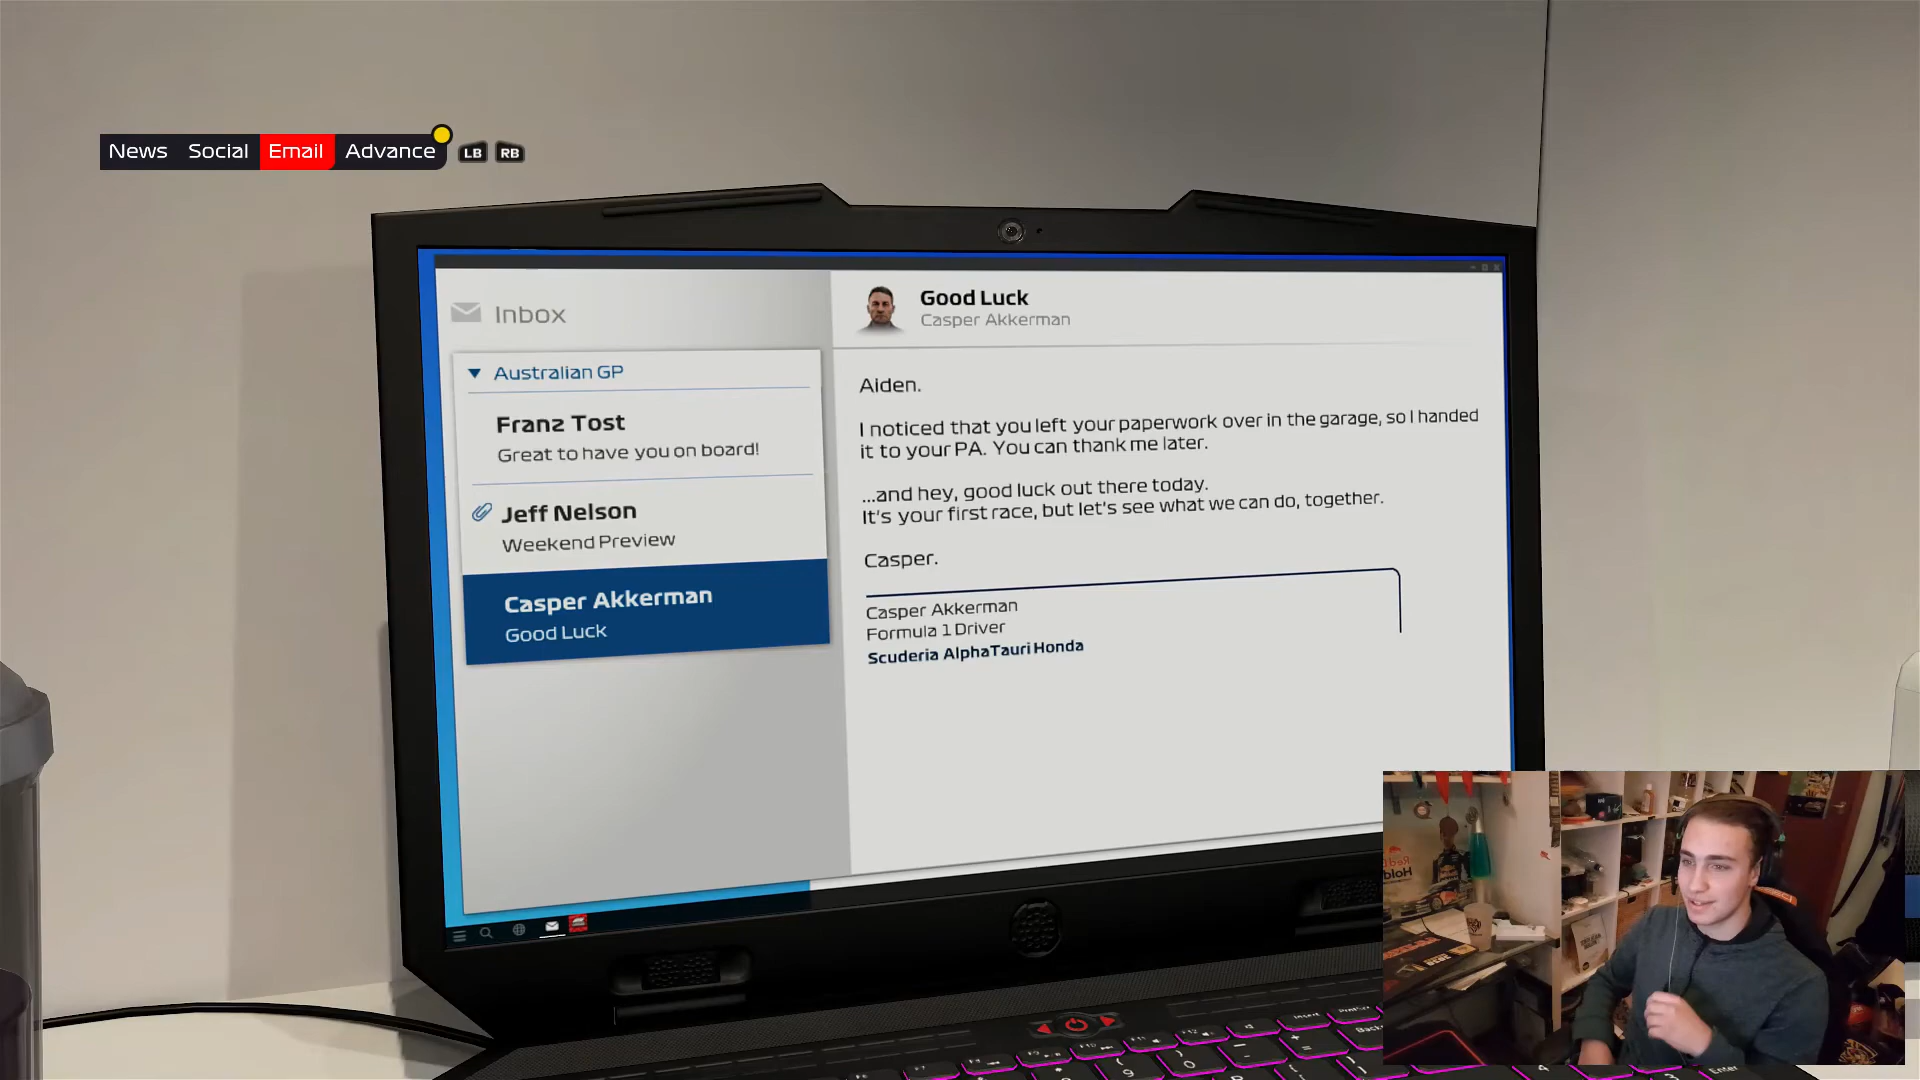 News Social Email Advance LB RB
Inbox
Australian GP
Franz Tost
Great to have you on board!
Jeff Nelson
Weekend Preview
Casper Akkerman
Good Luck
Good Luck
Casper Akkerman
Aiden.
I noticed that you left your paperwork over in the garage, so I handed
it to your PA. You can thank me later.
...and hey, good luck out there today.
It's your first race, but let's see what we can do, together.
Casper.
Casper Akkerman
Formula 1 Driver
Scuderia AlphaTauri Honda
Insert
Enter